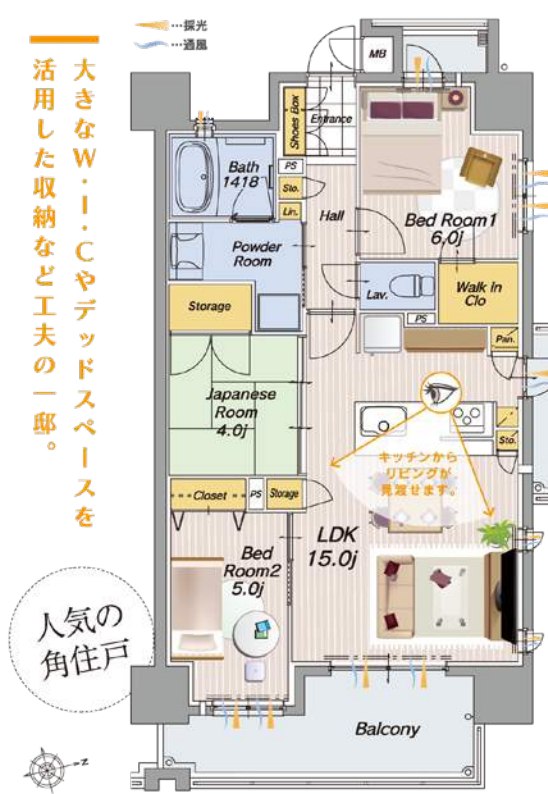 …採光
…通風
大きなW・I・Cやデッドスペースを
活用した収納など工夫の一邸。
MB
Shoes Box
Entrance
Bath
1418
PS
Sto.
Lin.
Hall
Bed Room1
6.0j
Powder
Room
Lav.
Walk in
Clo
Storage
PS
Pan.
Japanese
Room
4.0j
キッチンから
リビングが
見渡せます。
Sto.
Closet
PS
Storage
LDK
15.0j
Bed
Room2
5.0j
人気の
角住戸
Balcony
z